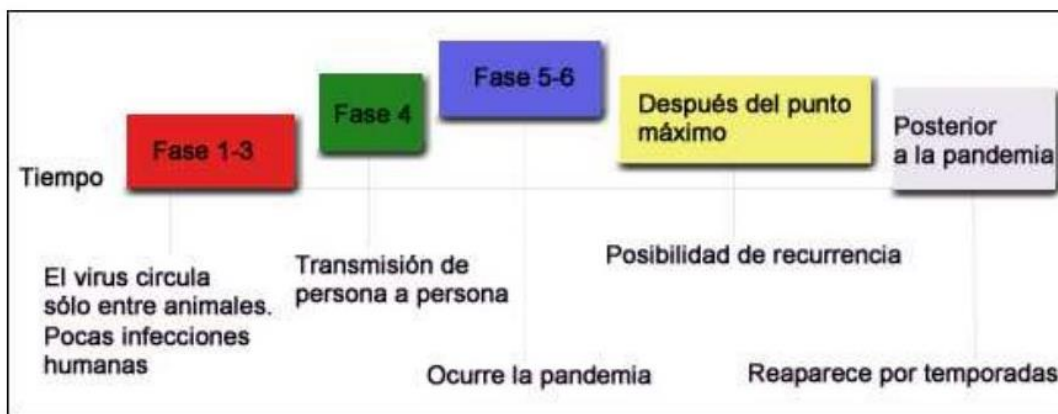 Fase 1-3
Fase 4
Fase 5-6
Después del punto
máximo
Posterior
a la pandemia
Tiempo
El virus circula
sólo entre animales.
Pocas infecciones
humanas
Transmisión de
persona a persona
Ocurre la pandemia
Posibilidad de recurrencia
Reaparece por temporadas